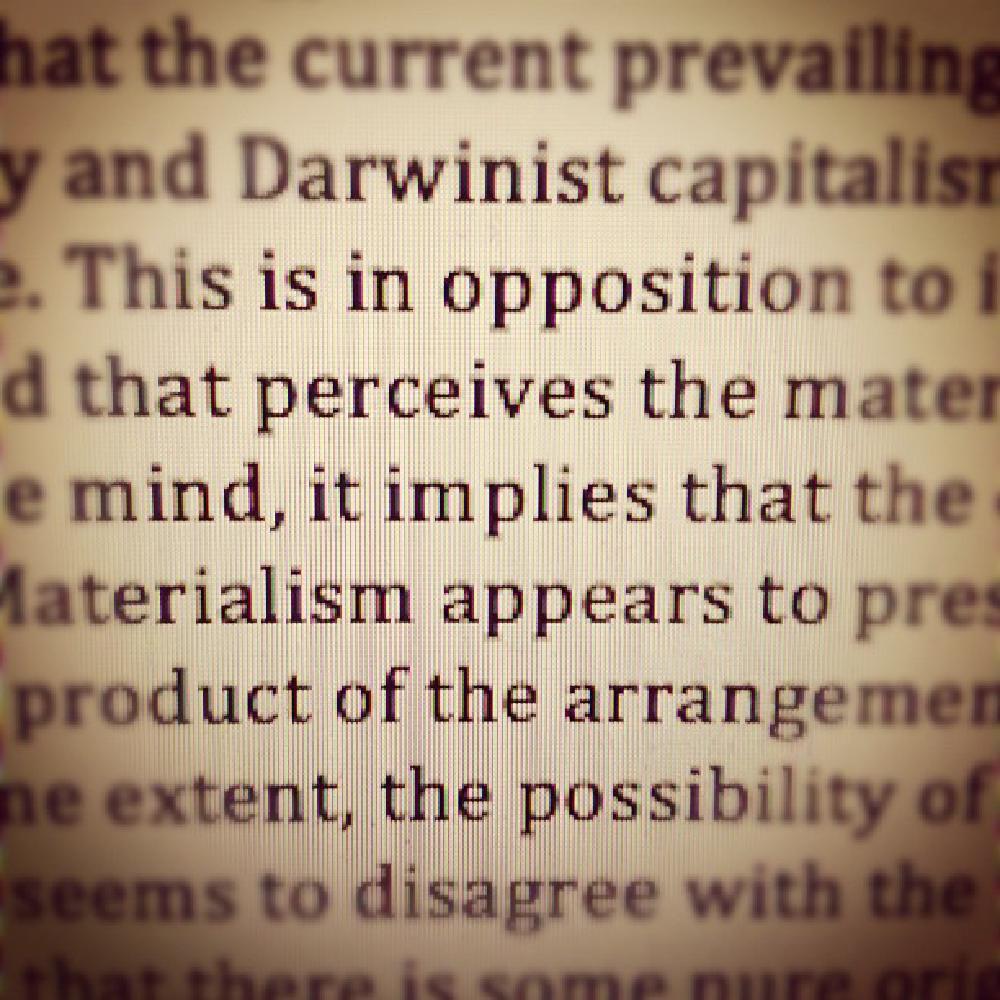 hat the current prevailing
y and Darwinist capitalism
e. This is in opposition to i
d that perceives the mater
e mind, it implies that the
Materialism appears to pres
product of the arrangemen
ne extent, the possibility of
seems to disagree with the
that there is some pure orig